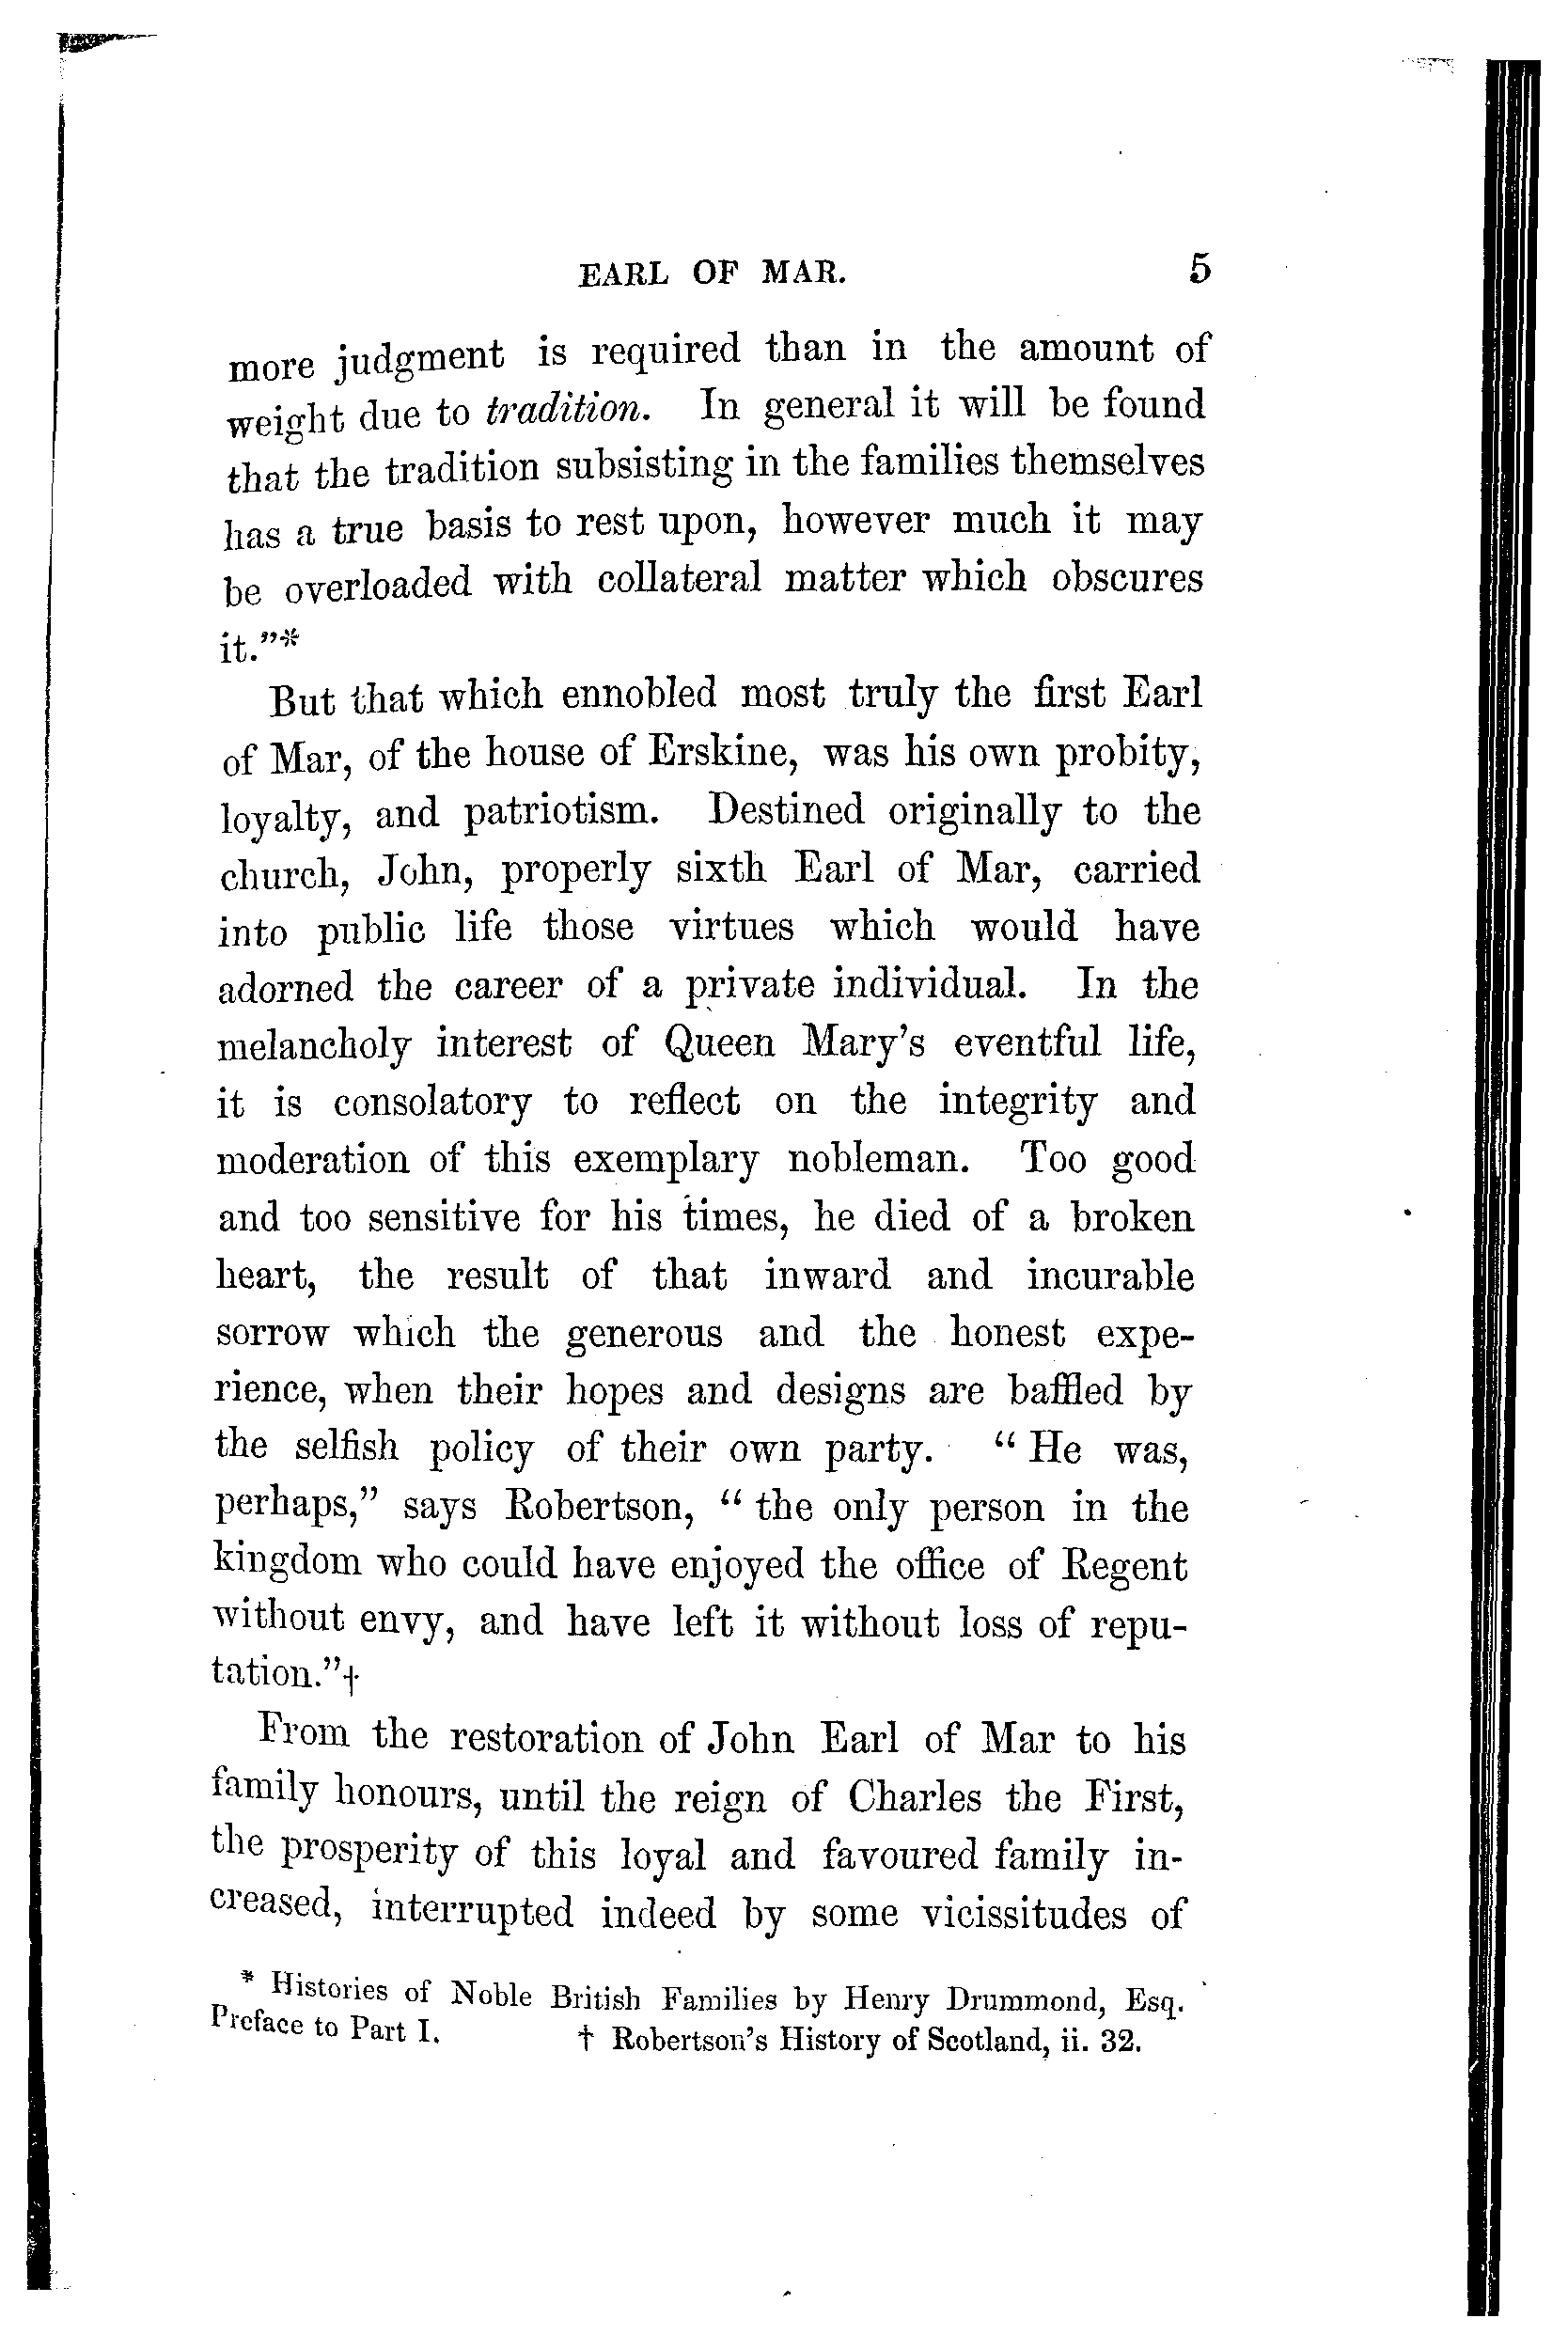 EARL OF MAR. 5
more judgment is required than in the amount of
weight due to tradition. In general it will be found
that the tradition subsisting in the families themselves
has a true basis to rest upon, however much it may
be overloaded with collateral matter which obscures
it."*
But that which ennobled most truly the first Earl
of Mar, of the house of Erskine, was his own probity,
loyalty, and patriotism. Destined originally to the
church, John, properly sixth Earl of Mar, carried
into public life those virtues which would have
adorned the career of a private individual. In the
melancholy interest of Queen Mary's eventful life,
it is consolatory to reflect on the integrity and
moderation of this exemplary nobleman. Too good
and too sensitive for his times, he died of a broken
heart, the result of that inward and incurable
sorrow which the generous and the honest expe-
rience, when their hopes and designs are baffled by
the selfish policy of their own party. "He was,
perhaps," says Robertson, "the only person in the
kingdom who could have enjoyed the office of Regent
without envy, and have left it without loss of repu-
tation."†
From the restoration of John Earl of Mar to his
family honours, until the reign of Charles the First,
the prosperity of this loyal and favoured family in-
creased, interrupted indeed by some vicissitudes of
* Histories of Noble British Families by Henry Drummond, Esq.
Preface to Part I. † Robertson's History of Scotland, ii. 32.